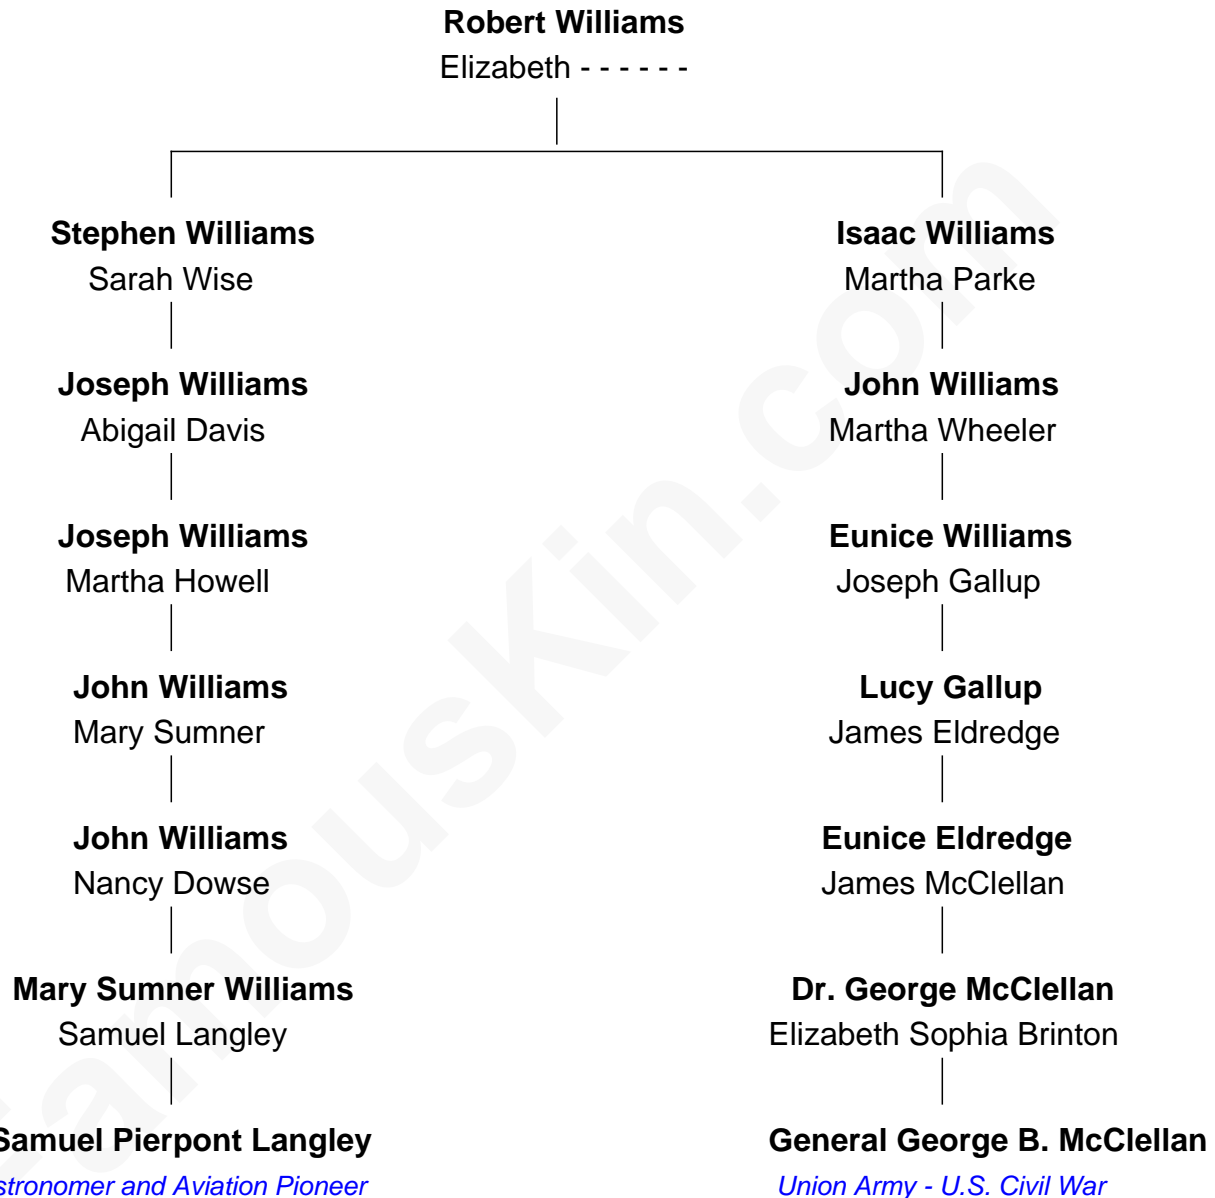 Robert Williams
Elizabeth - - - - - -
Stephen Williams
Sarah Wise
Isaac Williams
Martha Parke
Joseph Williams
Abigail Davis
John Williams
Martha Wheeler
Joseph Williams
Martha Howell
Eunice Williams
Joseph Gallup
John Williams
Mary Sumner
Lucy Gallup
James Eldredge
John Williams
Nancy Dowse
Eunice Eldredge
James McClellan
Mary Sumner Williams
Samuel Langley
Dr. George McClellan
Elizabeth Sophia Brinton
Samuel Pierpont Langley
stronomer and Aviation Pioneer
General George B. McClellan
Union Army - U.S. Civil War
FamousKin.com